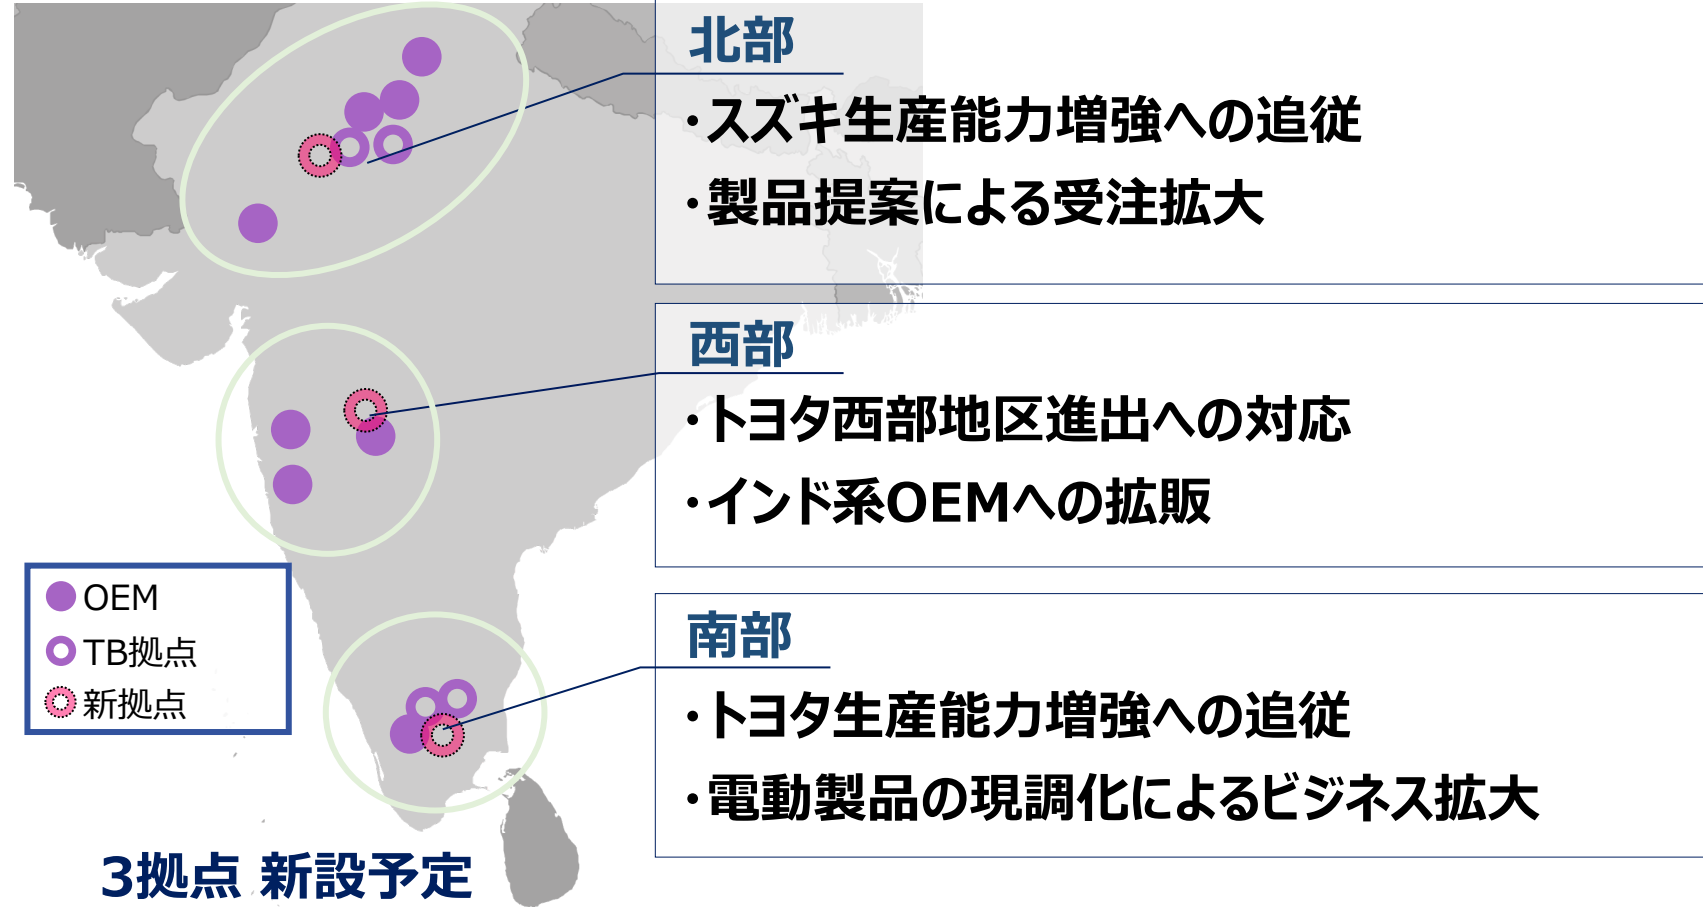 北部
・スズキ生産能力増強への追従
・製品提案による受注拡大
西部
・トヨタ西部地区進出への対応
・インド系OEMへの拡販
OEM
TB拠点
新拠点
南部
・トヨタ生産能力増強への追従
・電動製品の現調化によるビジネス拡大
3拠点 新設予定